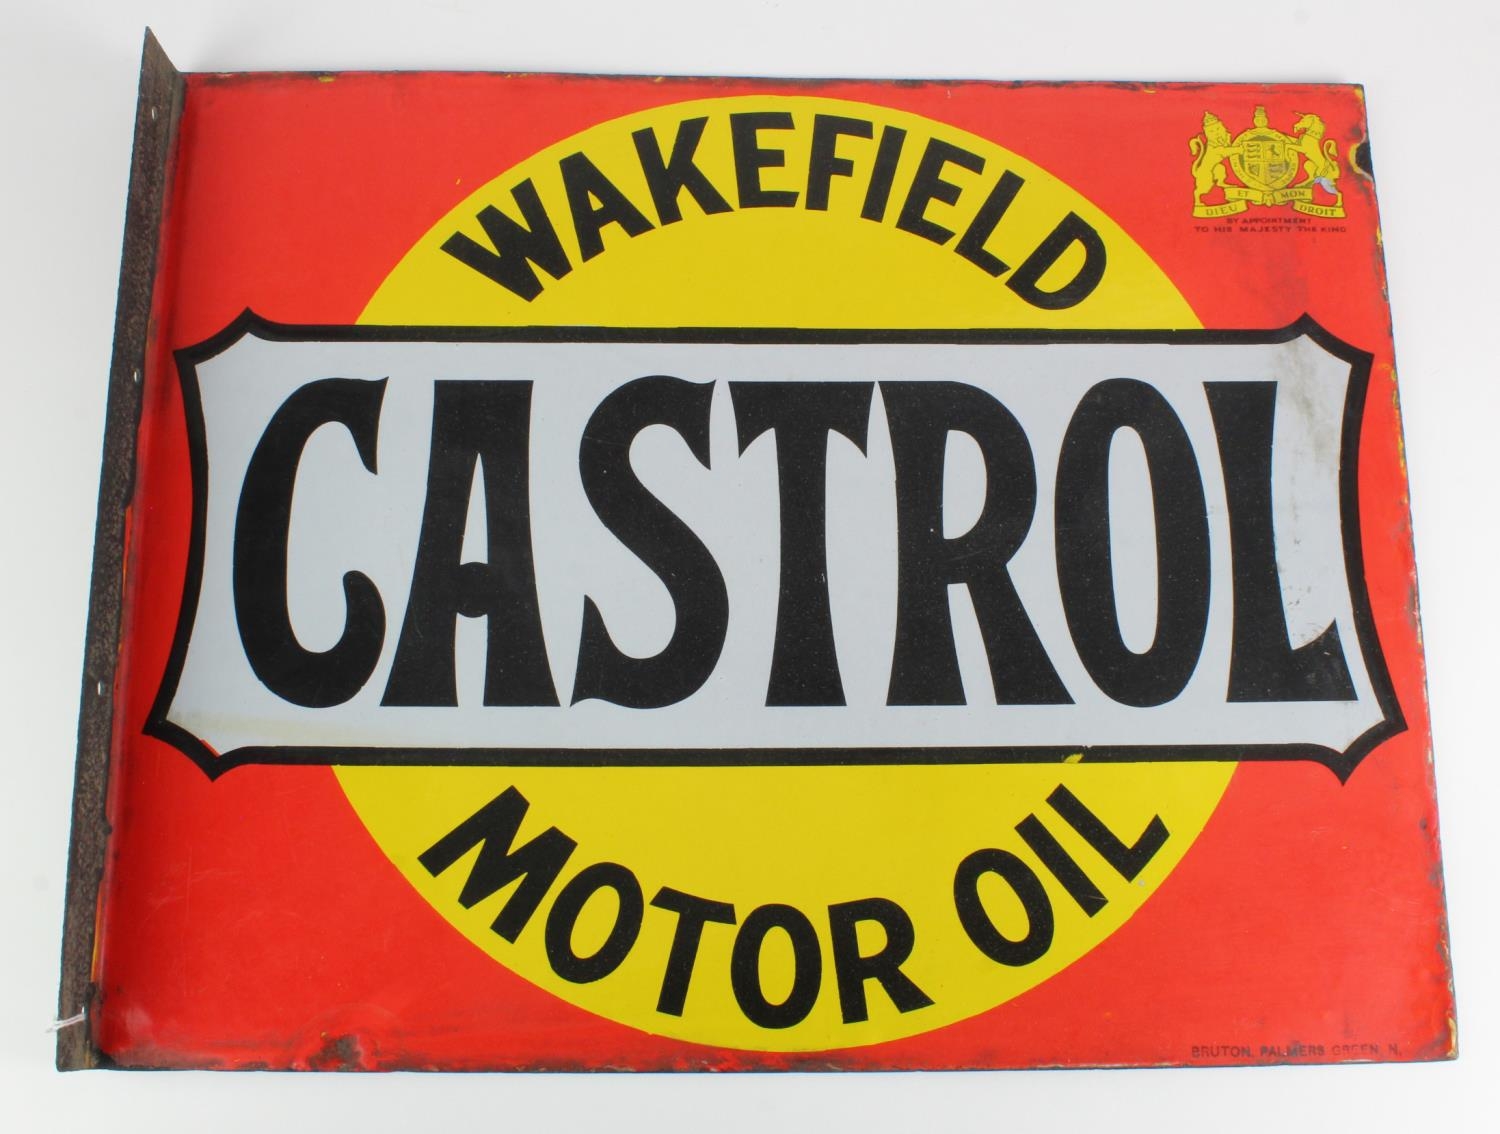 WAKEFIELD
ET MON
DIEU DROIT
BY APPOINTMENT
TO HIS MAJESTY THE KING
CASTROL
MOTOR OIL
BRUTON, PALMERS GREEN, N.